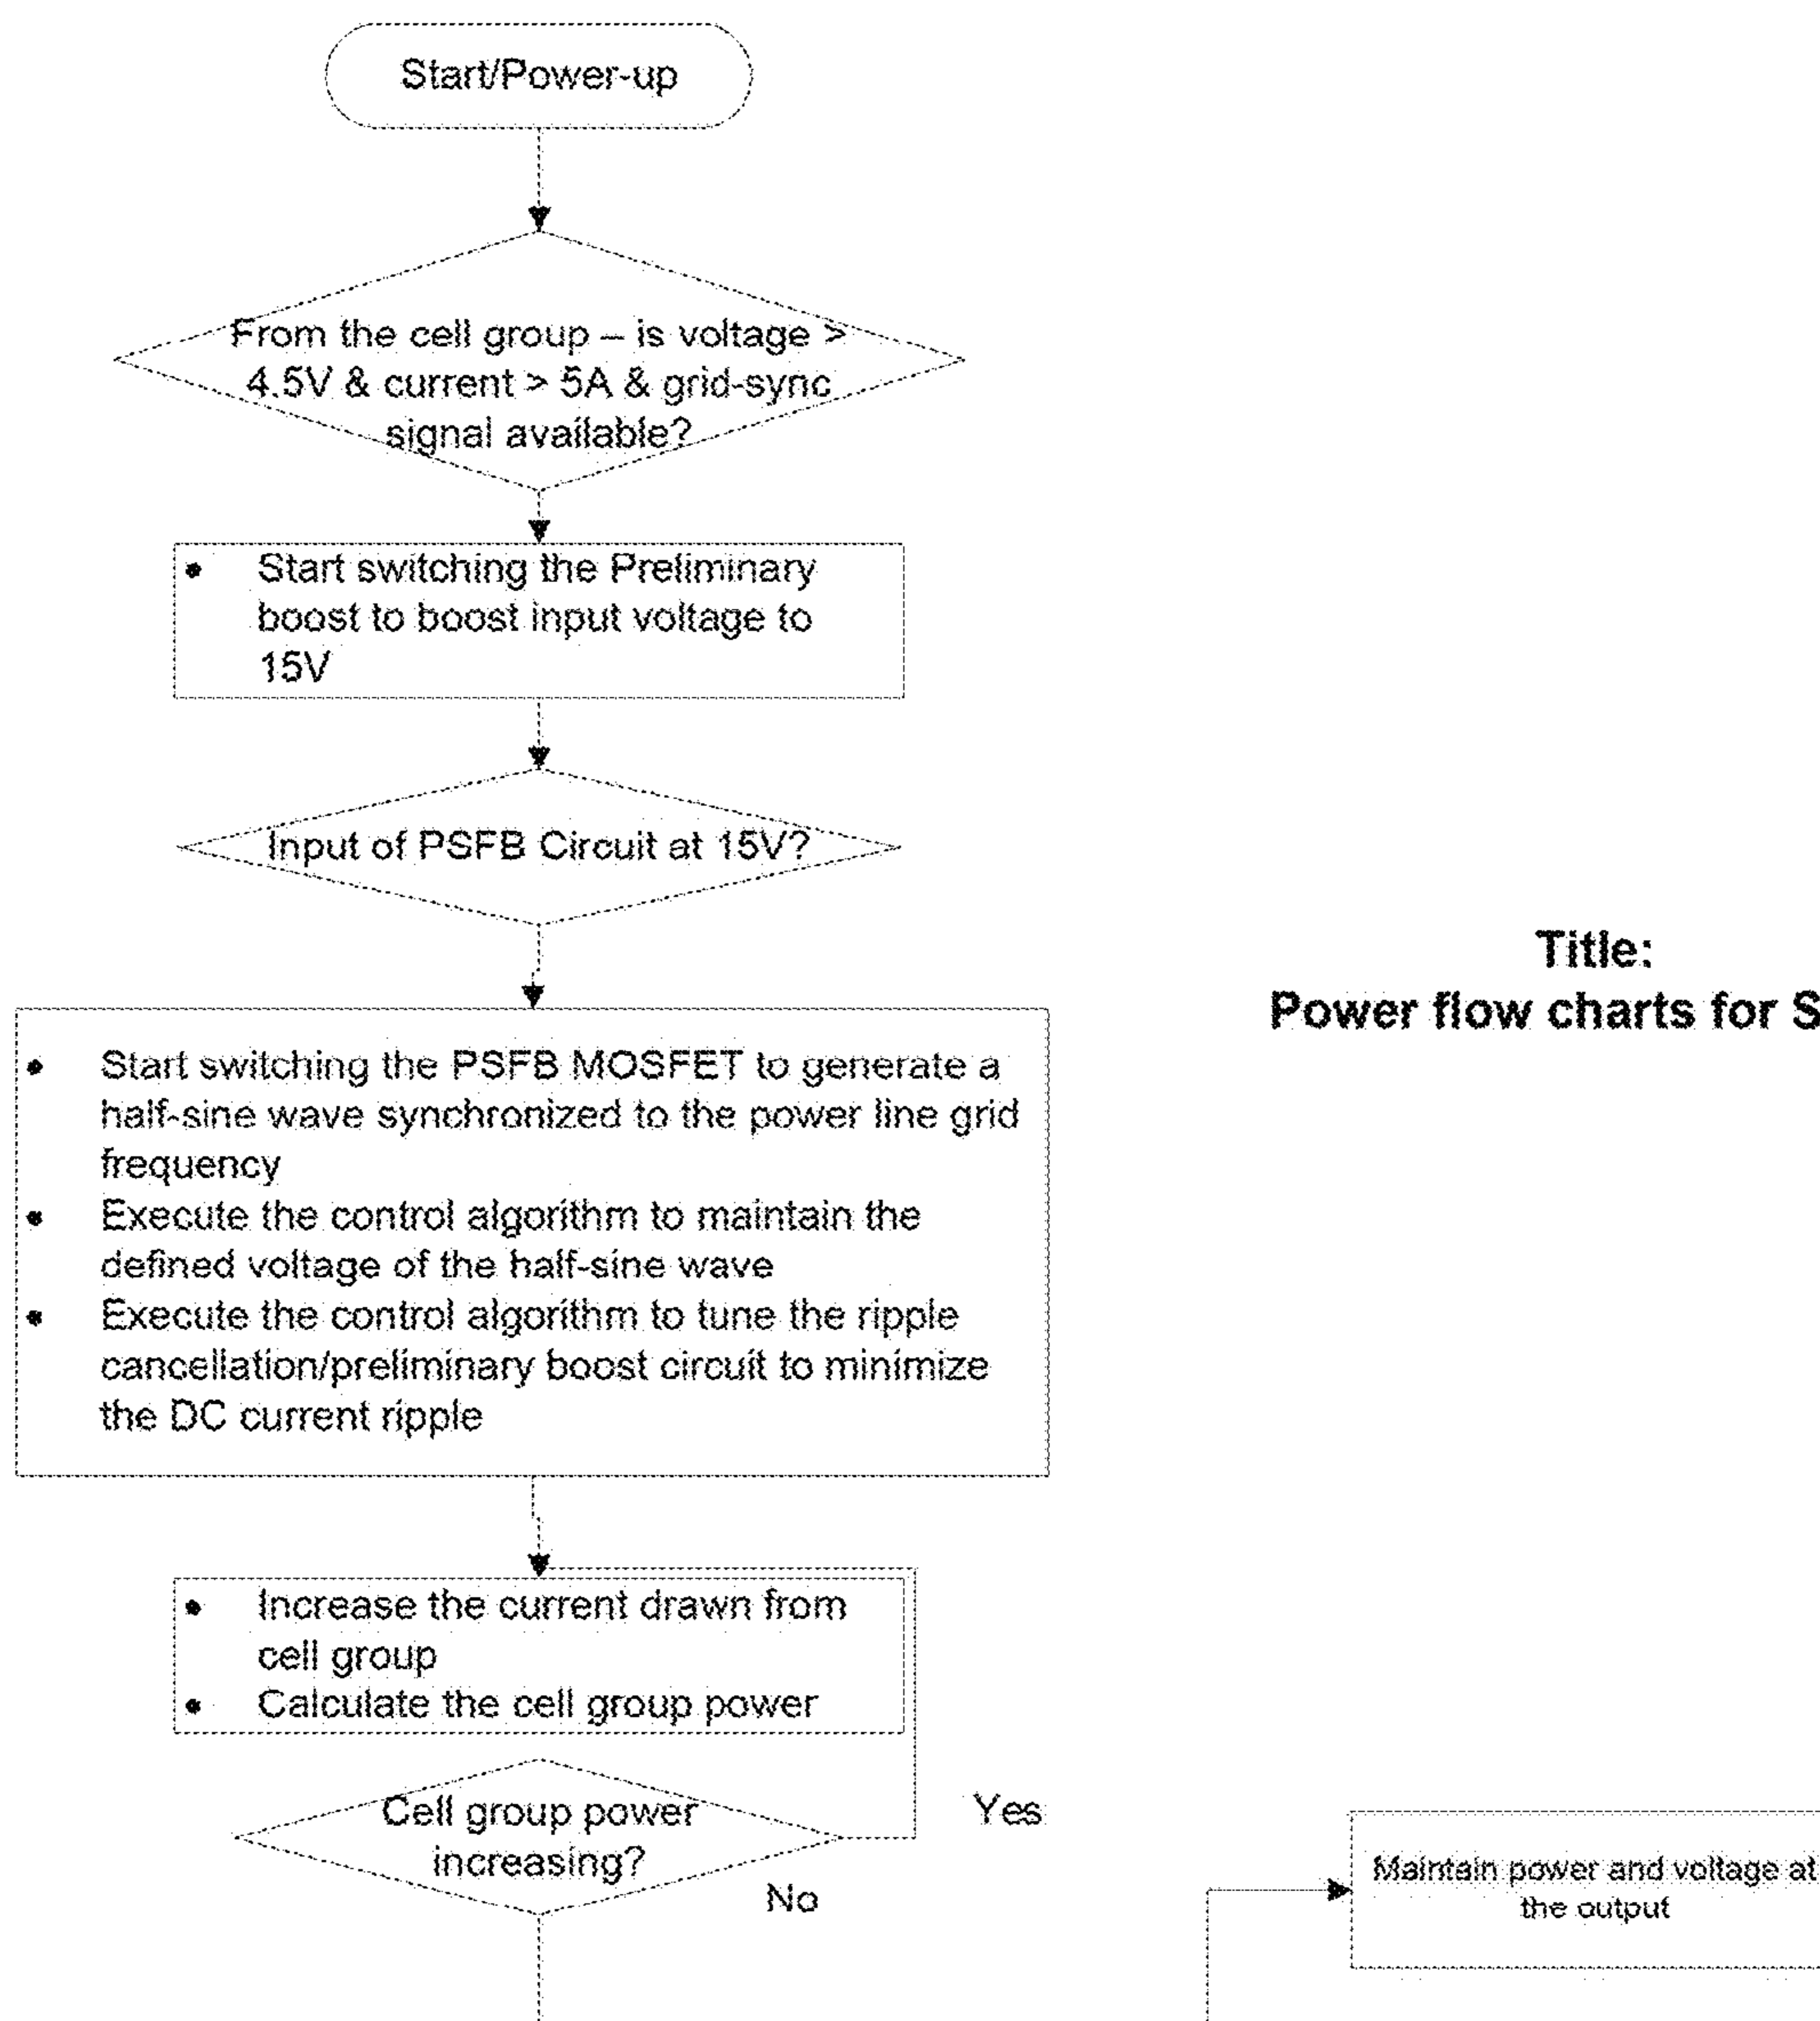 Start/Power-up
From the cell group – is voltage >
4.5V & current > 5A & grid-sync
signal available?
• Start switching the Preliminary
boost to boost input voltage to
15V
Input of PSFB Circuit at 15V?
Title:
Power flow charts for S
• Start switching the PSFB MOSFET to generate a
half-sine wave synchronized to the power line grid
frequency
• Execute the control algorithm to maintain the
defined voltage of the half-sine wave
• Execute the control algorithm to tune the ripple
cancellation/preliminary boost circuit to minimize
the DC current ripple
• Increase the current drawn from
cell group
• Calculate the cell group power
Cell group power
increasing?
Yes
No
Maintain power and voltage at
the output